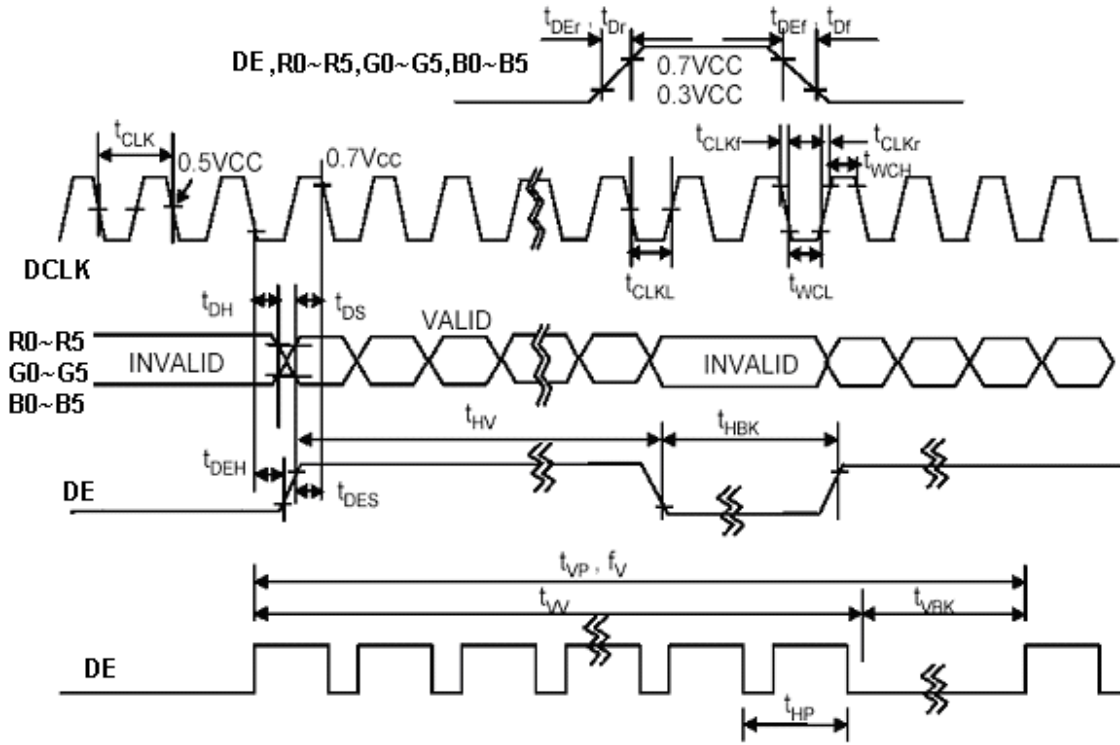 tDEr , tDr
tDEf , tDf
DE ,R0~R5,G0~G5,B0~B5
0.7VCC
0.3VCC
tCLK
0.5VCC
0.7Vcc
tCLKf
tCLKr
tWCH
DCLK
tCLKL
tWCL
tDH
tDS
VALID
R0~R5
G0~G5
B0~B5
INVALID
INVALID
tHV
tHBK
tDEH
tDES
DE
tVP , fV
tVV
tVBK
DE
tHP